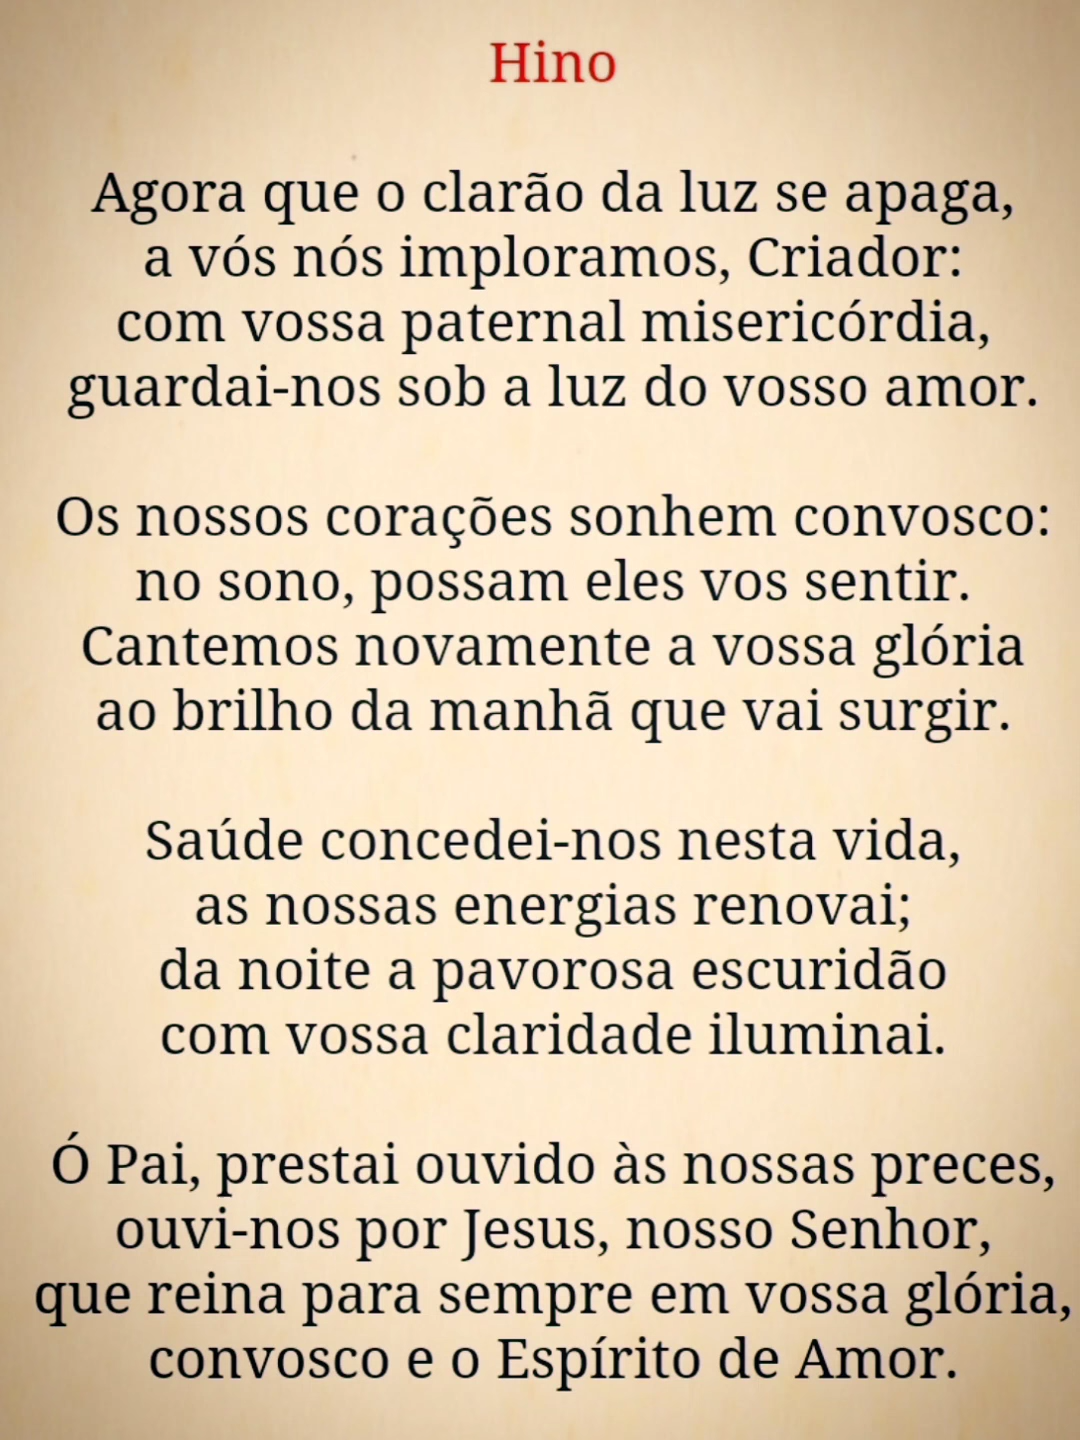 Hino
Agora que o clarão da luz se apaga,
a vós nós imploramos, Criador:
com vossa paternal misericórdia,
guardai-nos sob a luz do vosso amor.
Os nossos corações sonhem convosco:
no sono, possam eles vos sentir.
Cantemos novamente a vossa glória
ao brilho da manhã que vai surgir.
Saúde concedei-nos nesta vida,
as nossas energias renovai;
da noite a pavorosa escuridão
com vossa claridade iluminai.
Ó Pai, prestai ouvido às nossas preces,
ouvi-nos por Jesus, nosso Senhor,
que reina para sempre em vossa glória,
convosco e o Espírito de Amor.